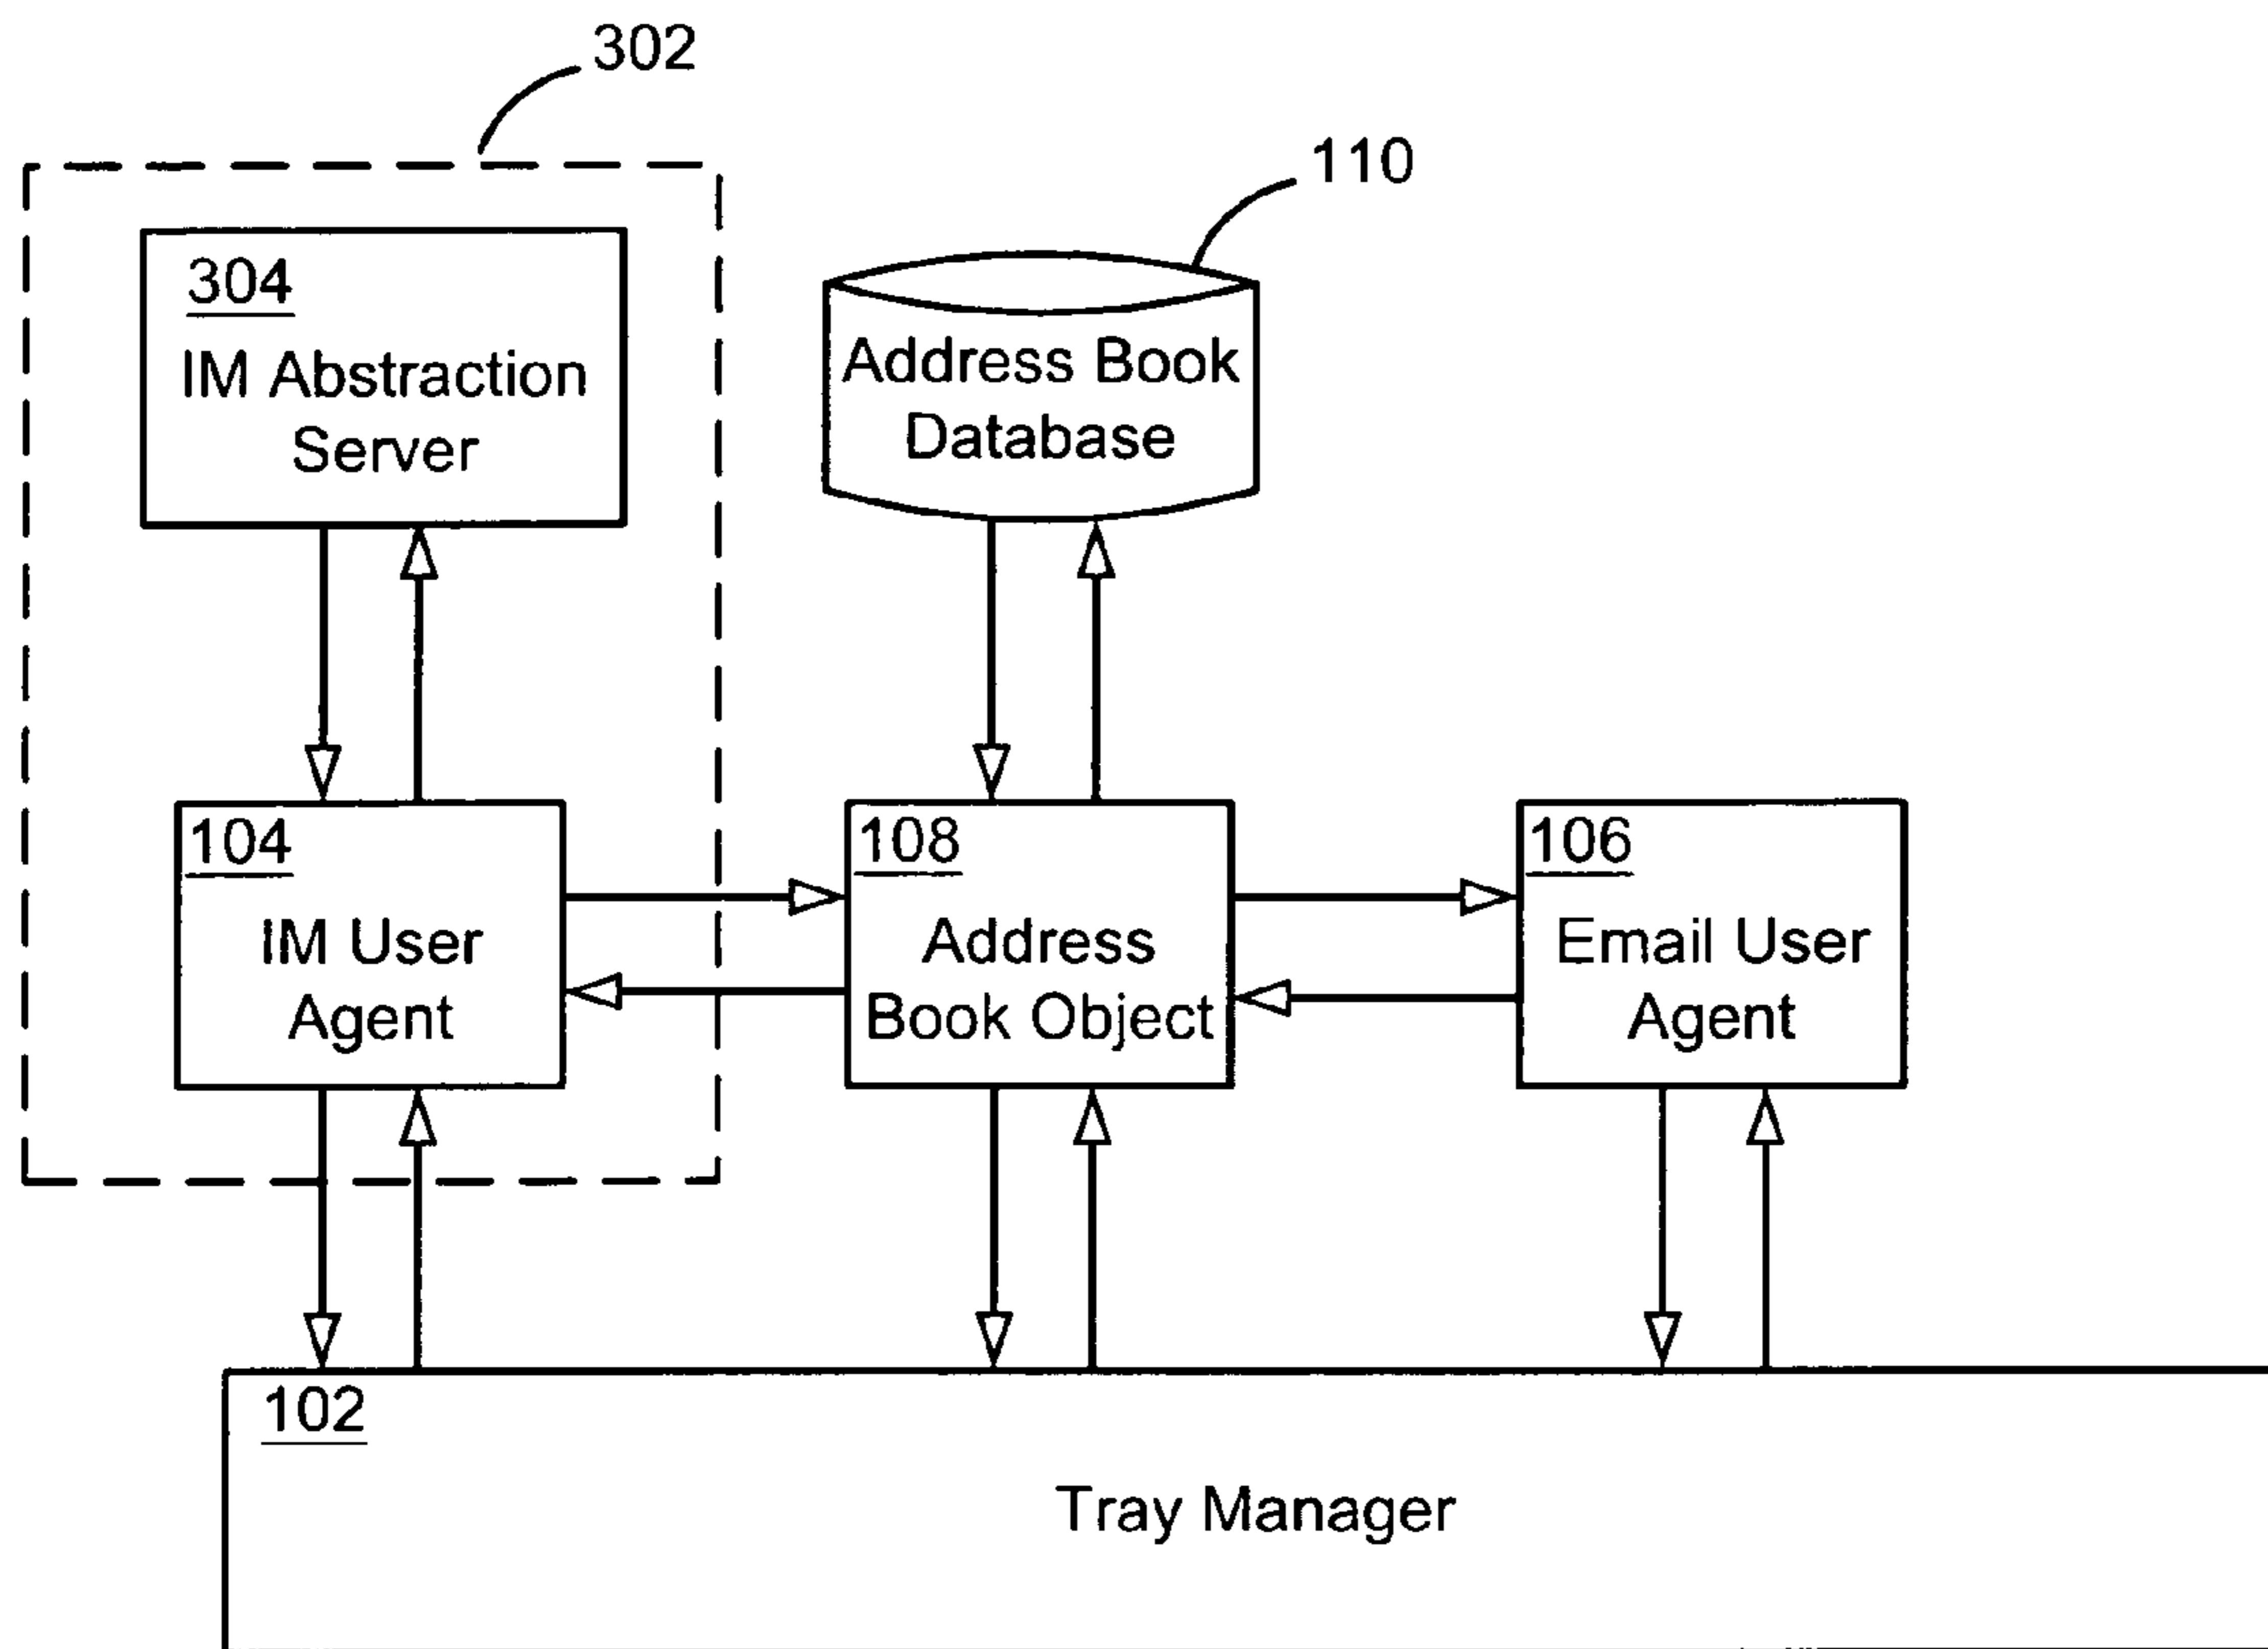 302
110
304
IM Abstraction
Server
Address Book
Database
104
IM User
Agent
108
Address
Book Object
106
Email User
Agent
102
Tray Manager